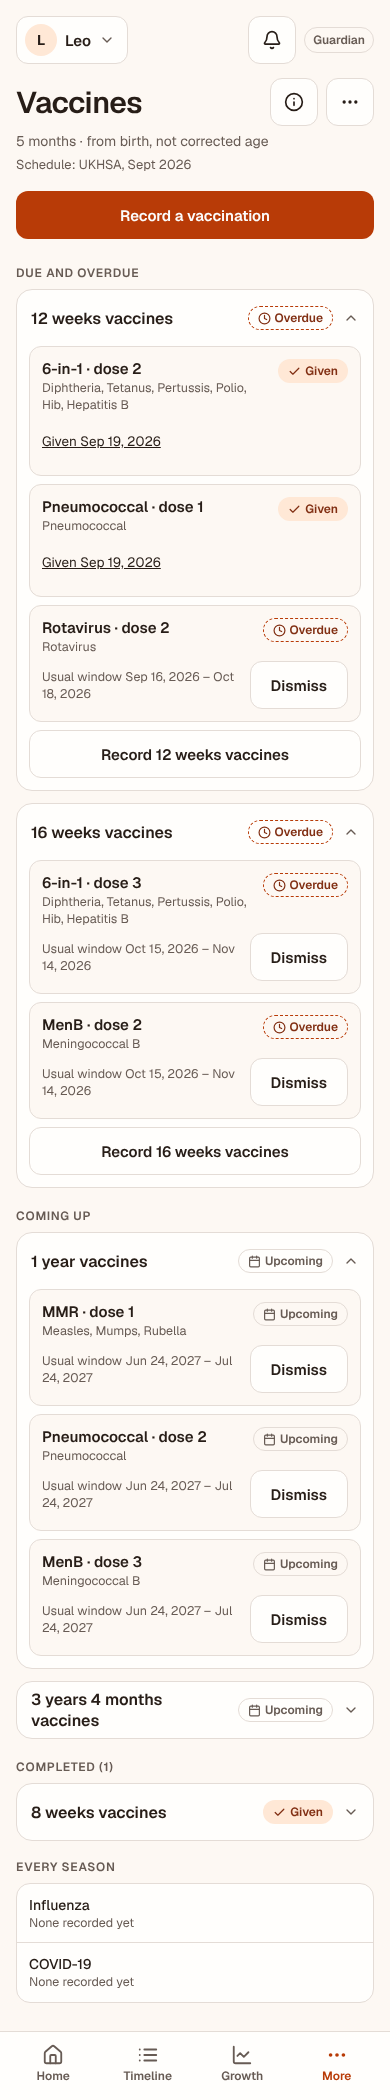 L Leo
Guardian
Vaccines
5 months · from birth, not corrected age
Schedule: UKHSA, Sept 2026
Record a vaccination
DUE AND OVERDUE
12 weeks vaccines
Overdue
6-in-1 · dose 2
Given
Diphtheria, Tetanus, Pertussis, Polio,
Hib, Hepatitis B
Given Sep 19, 2026
Pneumococcal · dose 1
Given
Pneumococcal
Given Sep 19, 2026
Rotavirus · dose 2
Overdue
Rotavirus
Usual window Sep 16, 2026 – Oct
18, 2026
Dismiss
Record 12 weeks vaccines
16 weeks vaccines
Overdue
6-in-1 · dose 3
Overdue
Diphtheria, Tetanus, Pertussis, Polio,
Hib, Hepatitis B
Usual window Oct 15, 2026 – Nov
14, 2026
Dismiss
MenB · dose 2
Overdue
Meningococcal B
Usual window Oct 15, 2026 – Nov
14, 2026
Dismiss
Record 16 weeks vaccines
COMING UP
1 year vaccines
Upcoming
MMR · dose 1
Upcoming
Measles, Mumps, Rubella
Usual window Jun 24, 2027 – Jul
24, 2027
Dismiss
Pneumococcal · dose 2
Upcoming
Pneumococcal
Usual window Jun 24, 2027 – Jul
24, 2027
Dismiss
MenB · dose 3
Upcoming
Meningococcal B
Usual window Jun 24, 2027 – Jul
24, 2027
Dismiss
3 years 4 months
vaccines
Upcoming
COMPLETED (1)
8 weeks vaccines
Given
EVERY SEASON
Influenza
None recorded yet
COVID-19
None recorded yet
Home
Timeline
Growth
More